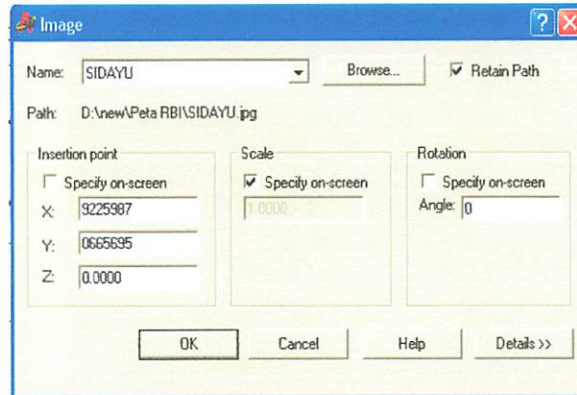 Image
Name: SIDAYU Browse... Retain Path
Path: D:\new\Peta RBI\SIDAYU.jpg
Insertion point Scale Rotation
Specify on-screen Specify on-screen Specify on-screen
X: 9225987 1.0000 Angle: 0
Y: 0665695
Z: 0.0000
OK Cancel Help Details >>